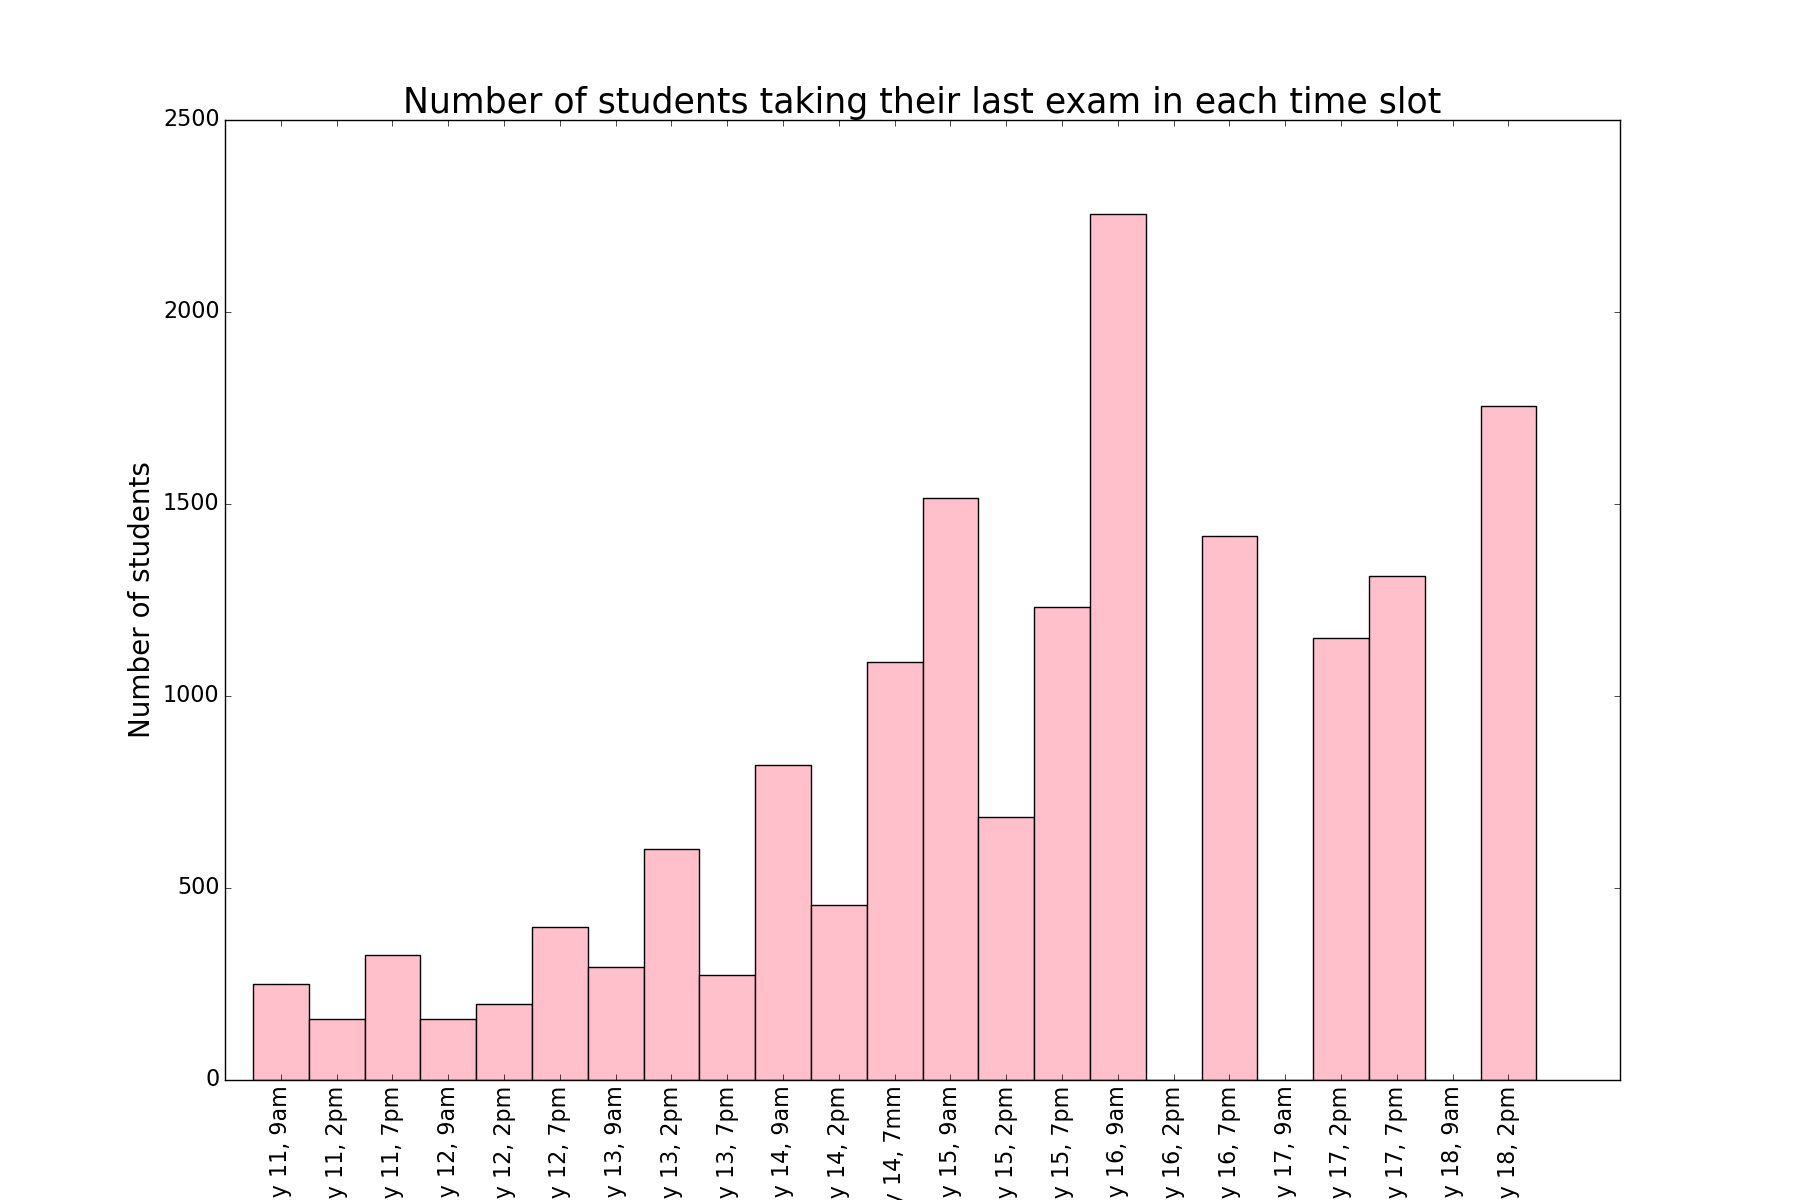 Number of students taking their last exam in each time slot
Number of students
2500
2000
1500
1000
500
0
y 11, 9am
y 11, 2pm
y 11, 7pm
y 12, 9am
y 12, 2pm
y 12, 7pm
y 13, 9am
y 13, 2pm
y 13, 7pm
y 14, 9am
y 14, 2pm
y 14, 7mm
y 15, 9am
y 15, 2pm
y 15, 7pm
y 16, 9am
y 16, 2pm
y 16, 7pm
y 17, 9am
y 17, 2pm
y 17, 7pm
y 18, 9am
y 18, 2pm